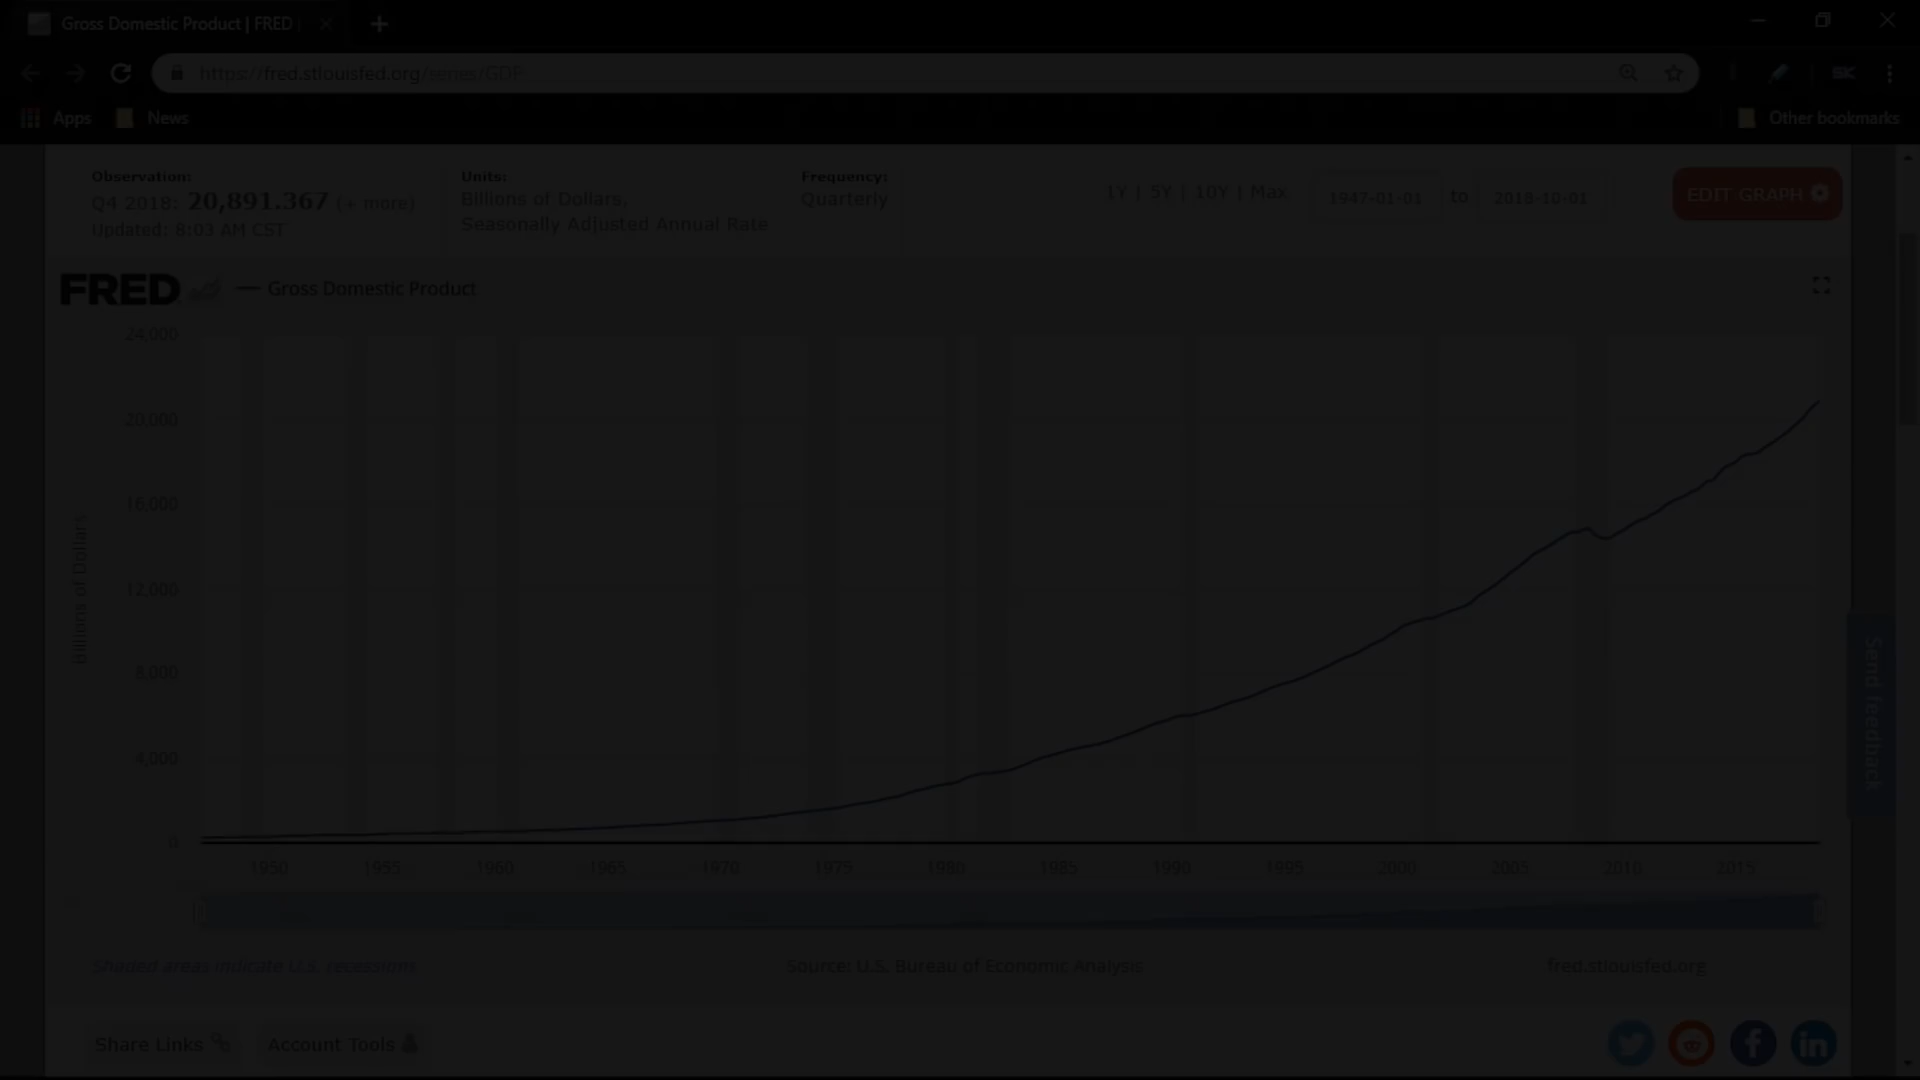 Gross Domestic Product | FRED
https://fred.stlouisfed.org/series/GDP
SK
Apps
News
Other bookmarks
Observation:
Q4 2018: 20,891.367 (+ more)
Updated: 8:03 AM CST
Units:
Billions of Dollars,
Seasonally Adjusted Annual Rate
Frequency:
Quarterly
1Y | 5Y | 10Y | Max
1947-01-01 to 2018-10-01
EDIT GRAPH
FRED
Gross Domestic Product
24,000
20,000
16,000
12,000
8,000
4,000
0
Billions of Dollars
1950 1955 1960 1965 1970 1975 1980 1985 1990 1995 2000 2005 2010 2015
Shaded areas indicate U.S. recessions
Source: U.S. Bureau of Economic Analysis
fred.stlouisfed.org
Send feedback
Share Links
Account Tools